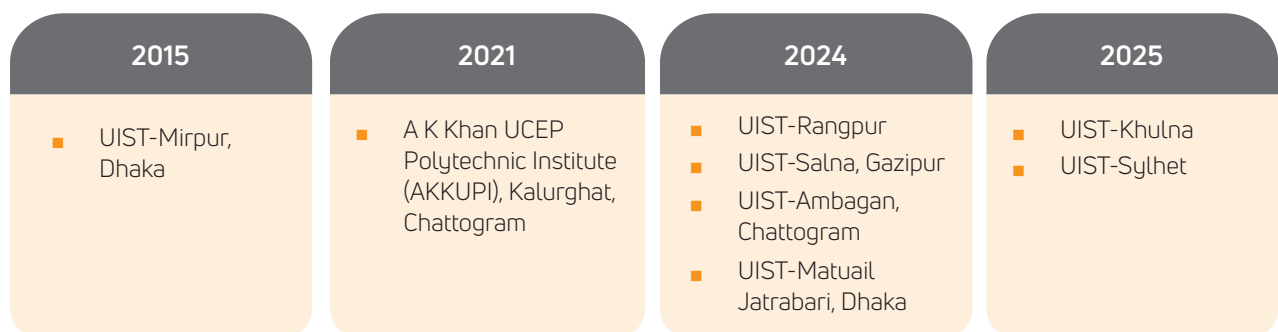 2015
UIST-Mirpur,
Dhaka
2021
A K Khan UCEP
Polytechnic Institute
(AKKUPI), Kalurghat,
Chattogram
2024
UIST-Rangpur
UIST-Salna, Gazipur
UIST-Ambagan,
Chattogram
UIST-Matuail
Jatrabari, Dhaka
2025
UIST-Khulna
UIST-Sylhet